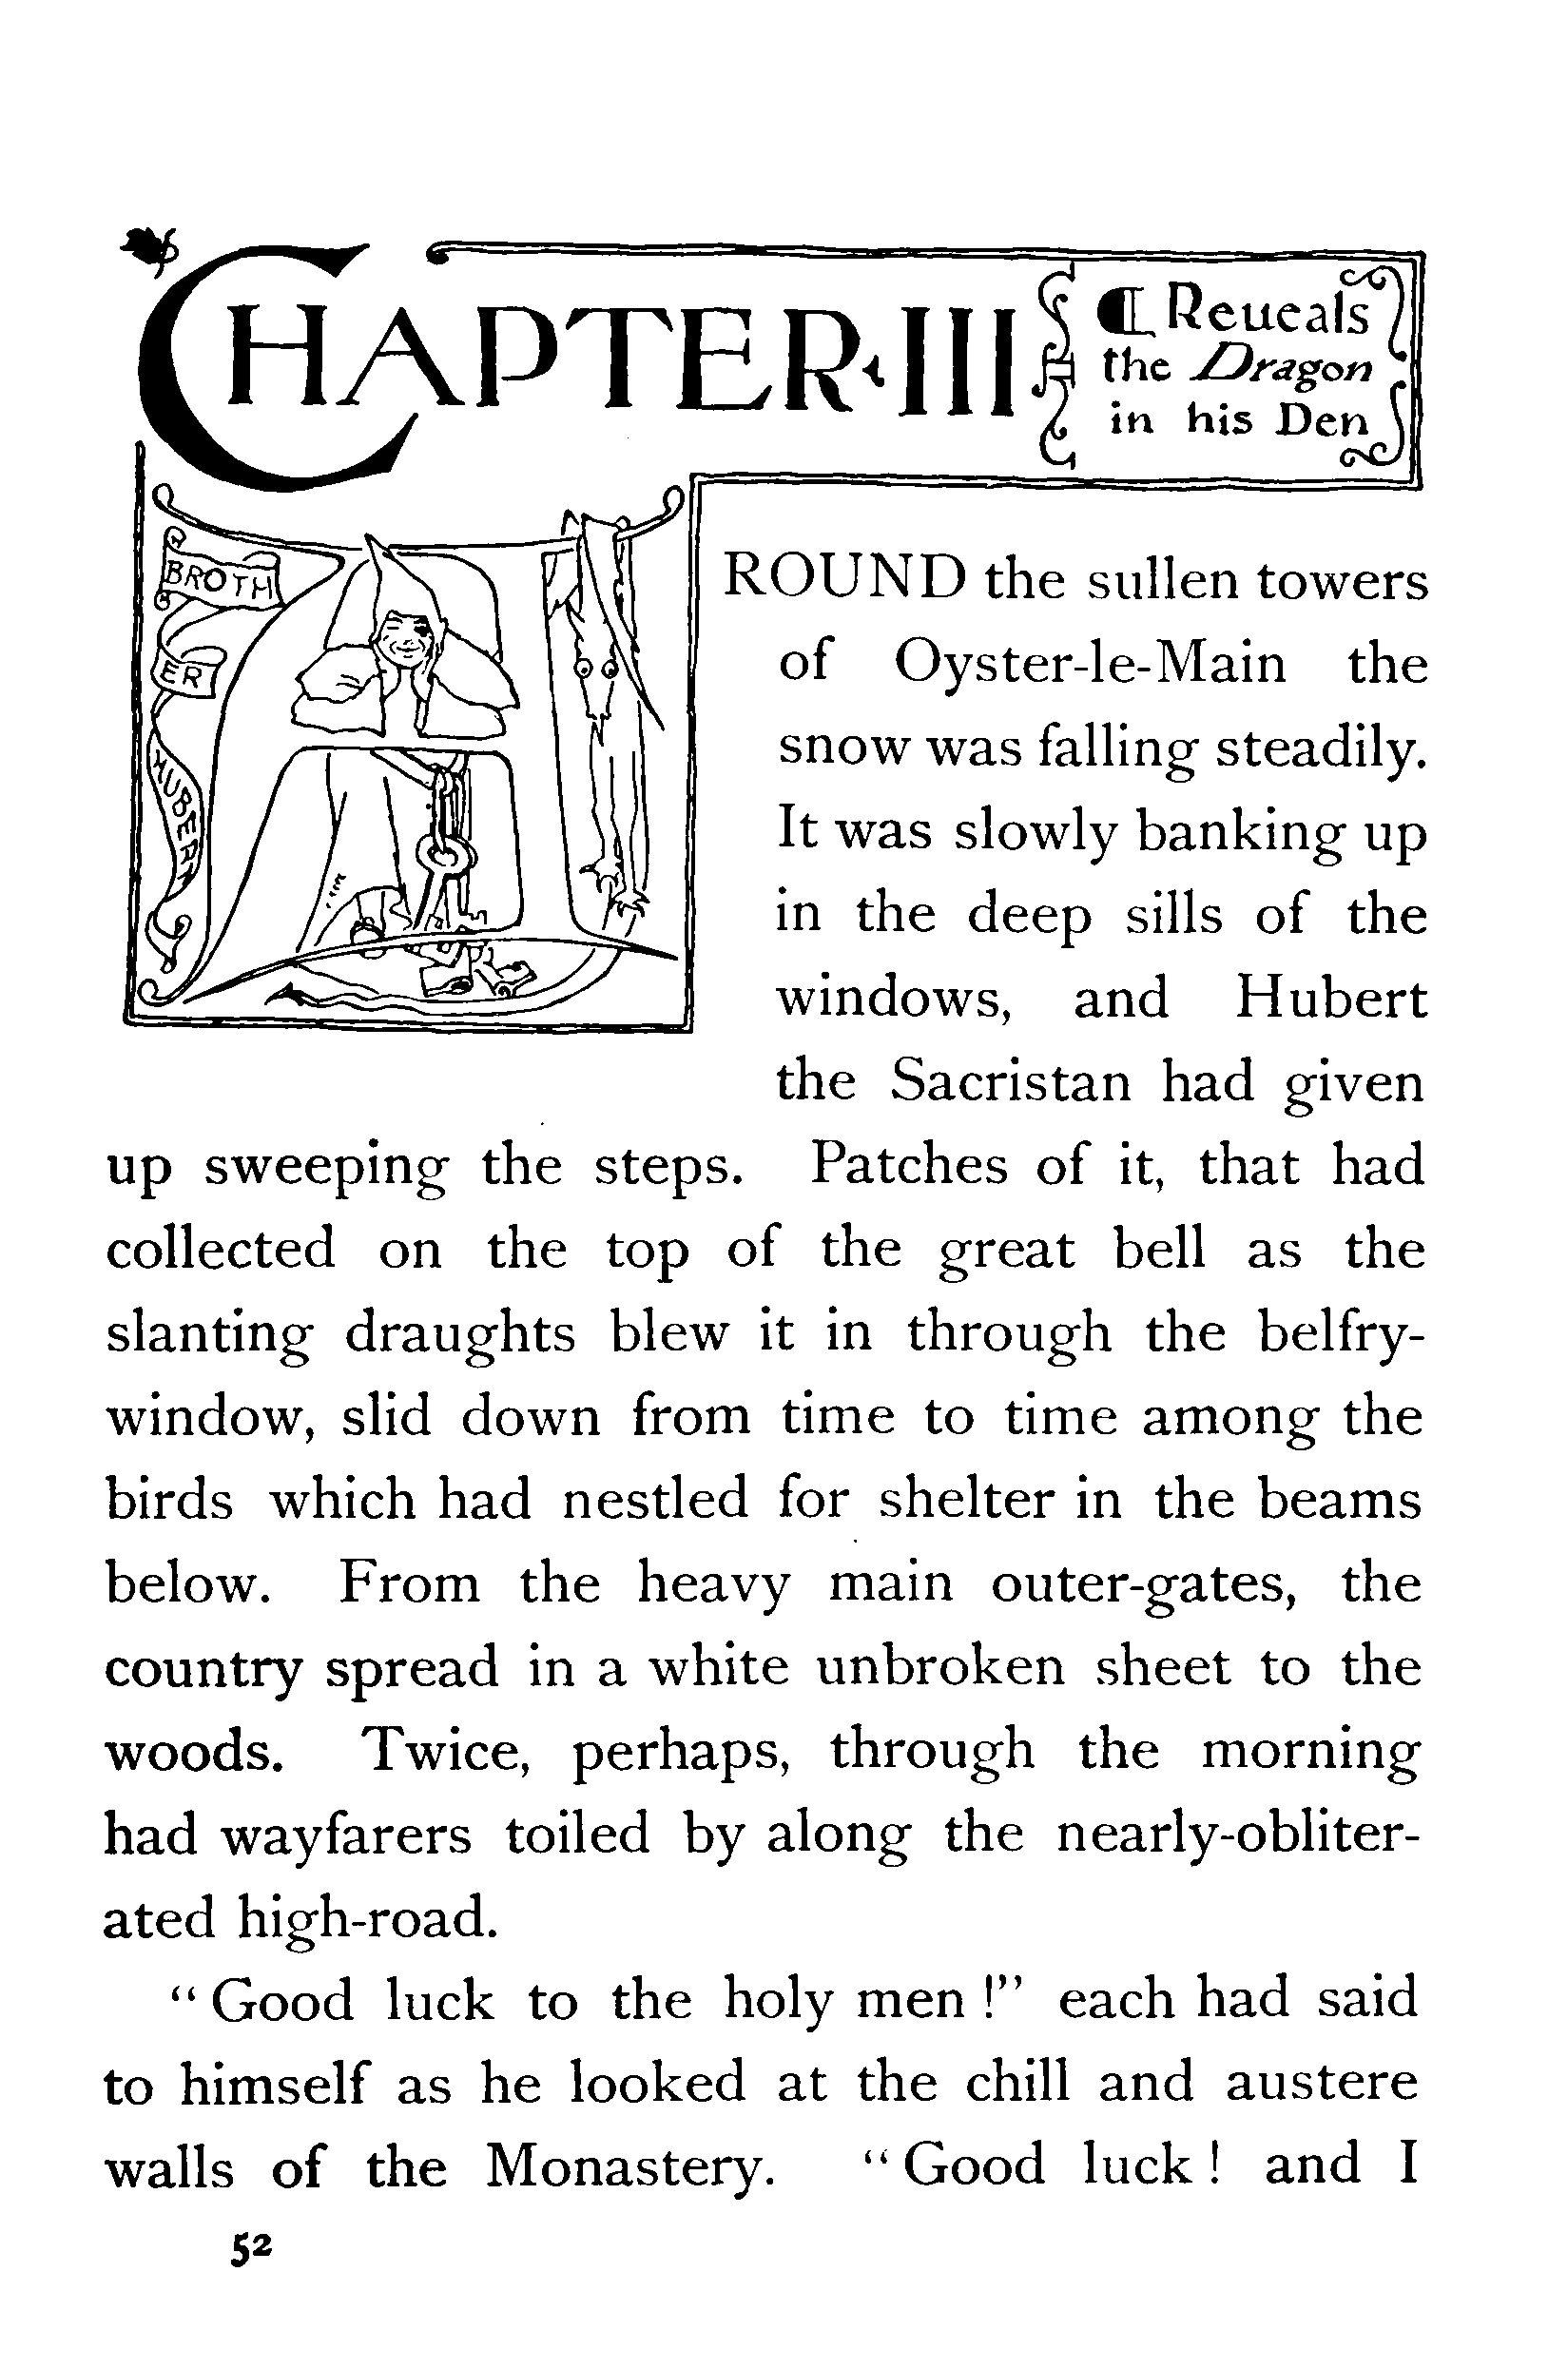 CHAPTER·III
Reueals
the Dragon
in his Den
BROTH
ER
HUBERT
AROUND the sullen towers
of Oyster-le-Main the
snow was falling steadily.
It was slowly banking up
in the deep sills of the
windows, and Hubert
the Sacristan had given
up sweeping the steps. Patches of it, that had
collected on the top of the great bell as the
slanting draughts blew it in through the belfry-
window, slid down from time to time among the
birds which had nestled for shelter in the beams
below. From the heavy main outer-gates, the
country spread in a white unbroken sheet to the
woods. Twice, perhaps, through the morning
had wayfarers toiled by along the nearly-obliter-
ated high-road.
“Good luck to the holy men!” each had said
to himself as he looked at the chill and austere
walls of the Monastery. “Good luck! and I
52